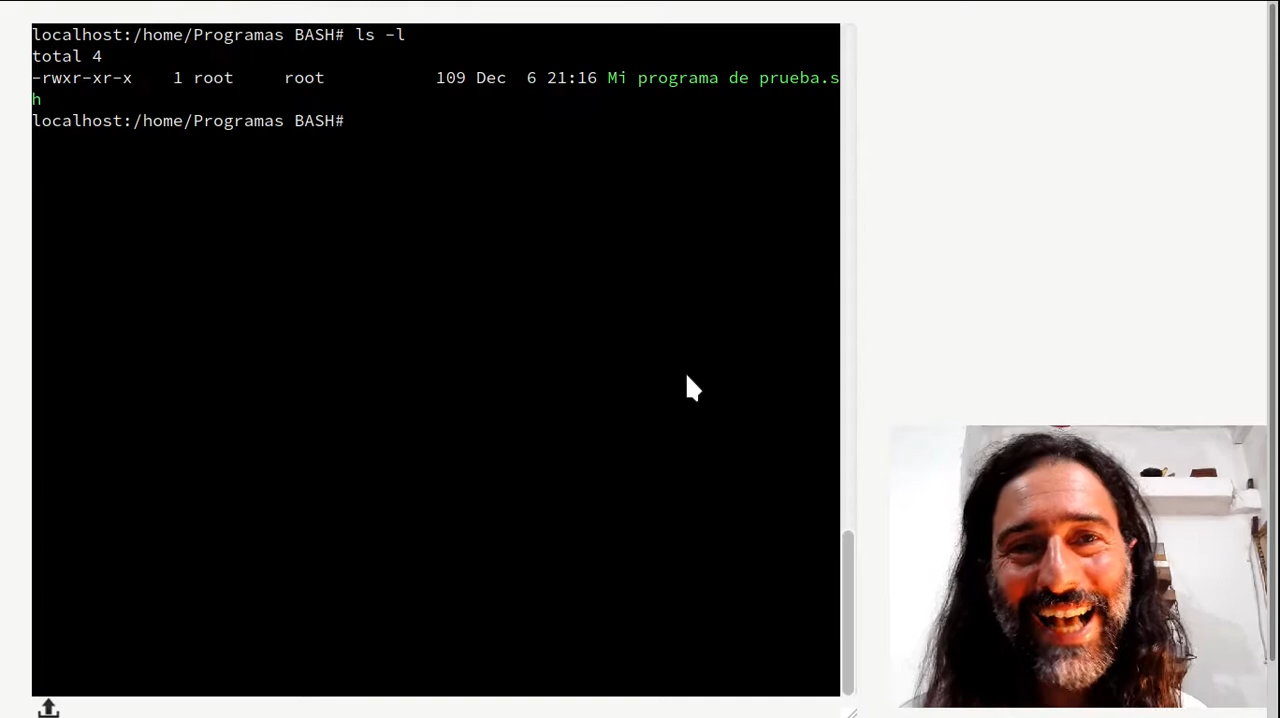 localhost:/home/Programas BASH# ls -l
total 4
-rwxr-xr-x    1 root     root           109 Dec  6 21:16 Mi programa de prueba.s
h
localhost:/home/Programas BASH#